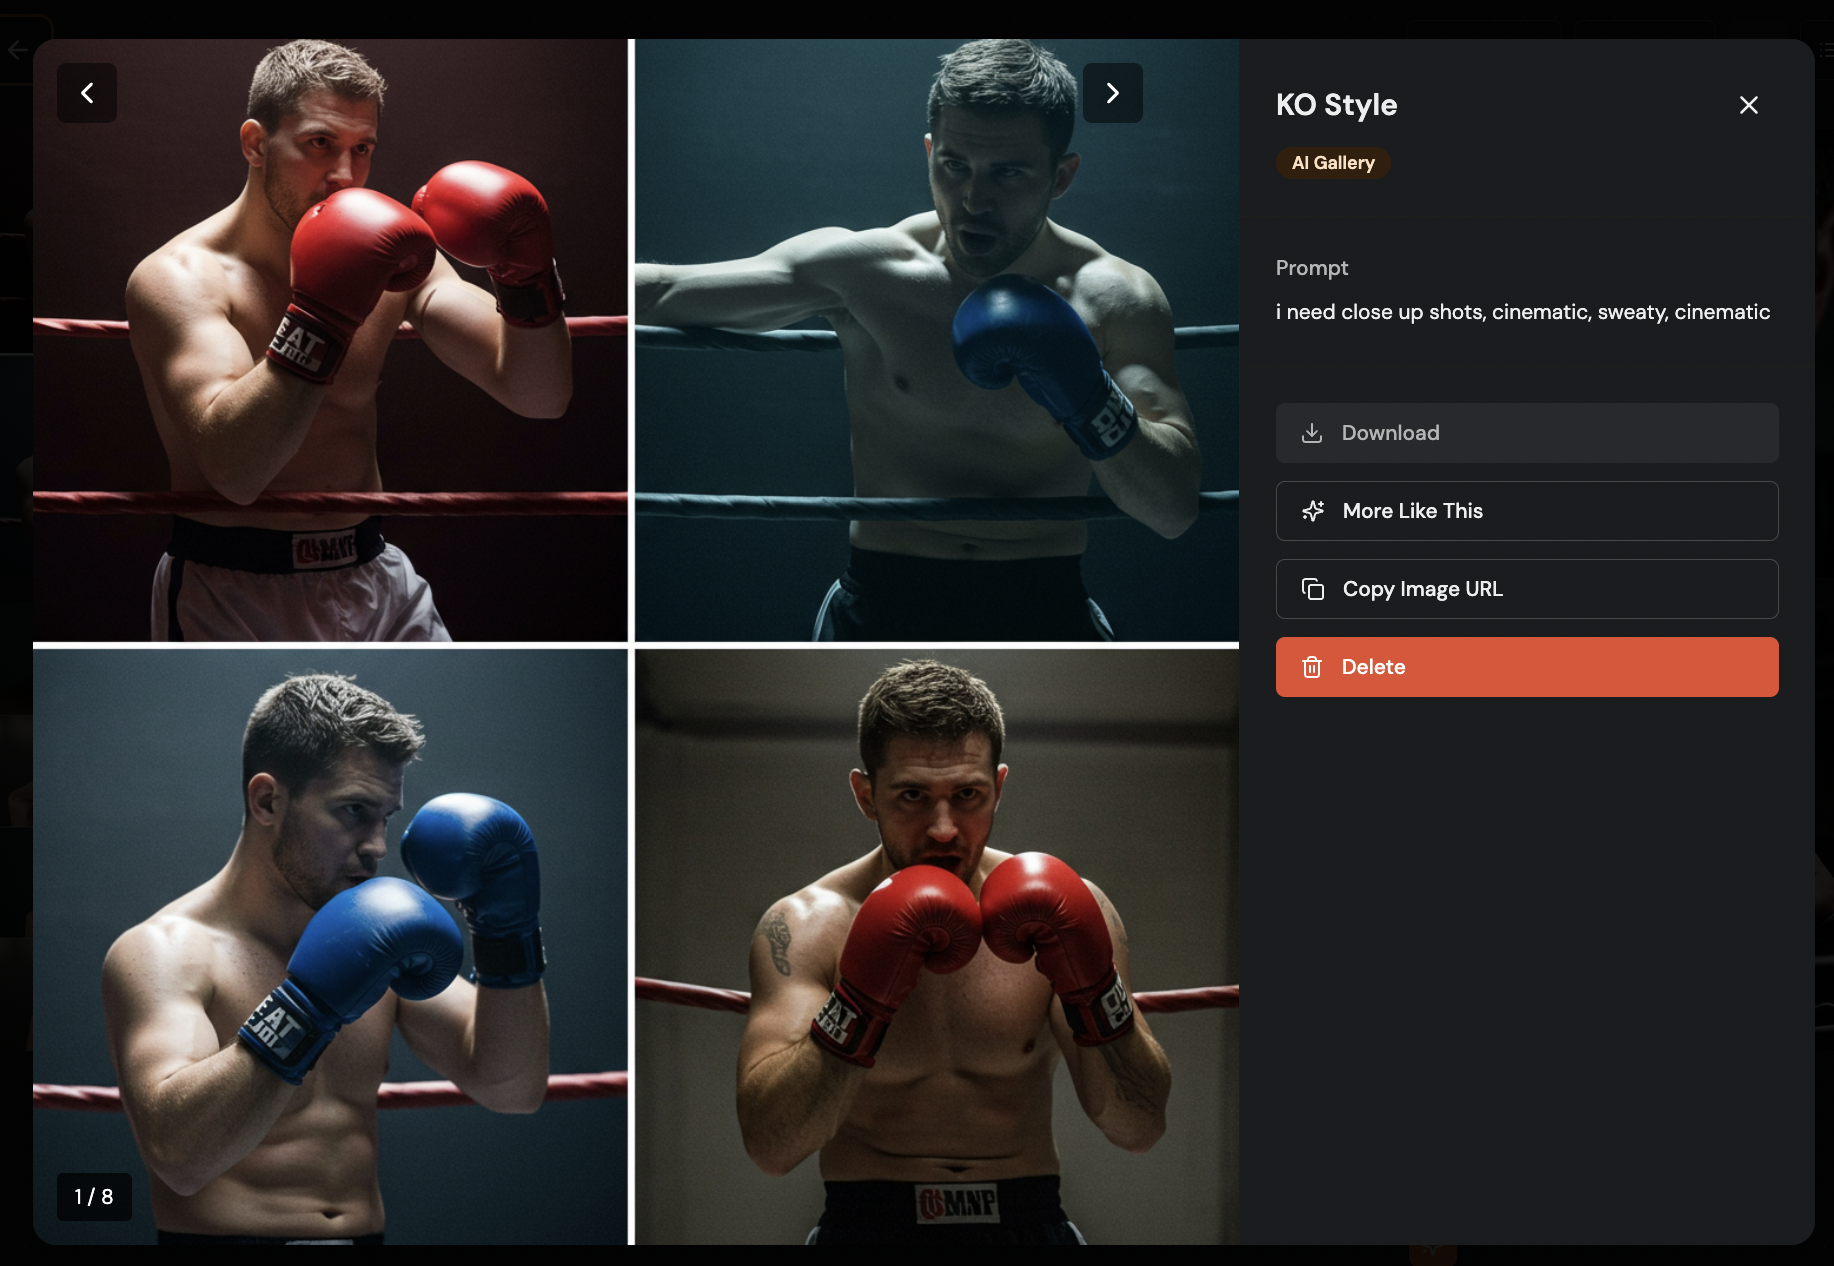 KO Style
AI Gallery
Prompt
i need close up shots, cinematic, sweaty, cinematic
Download
More Like This
Copy Image URL
Delete
1 / 8